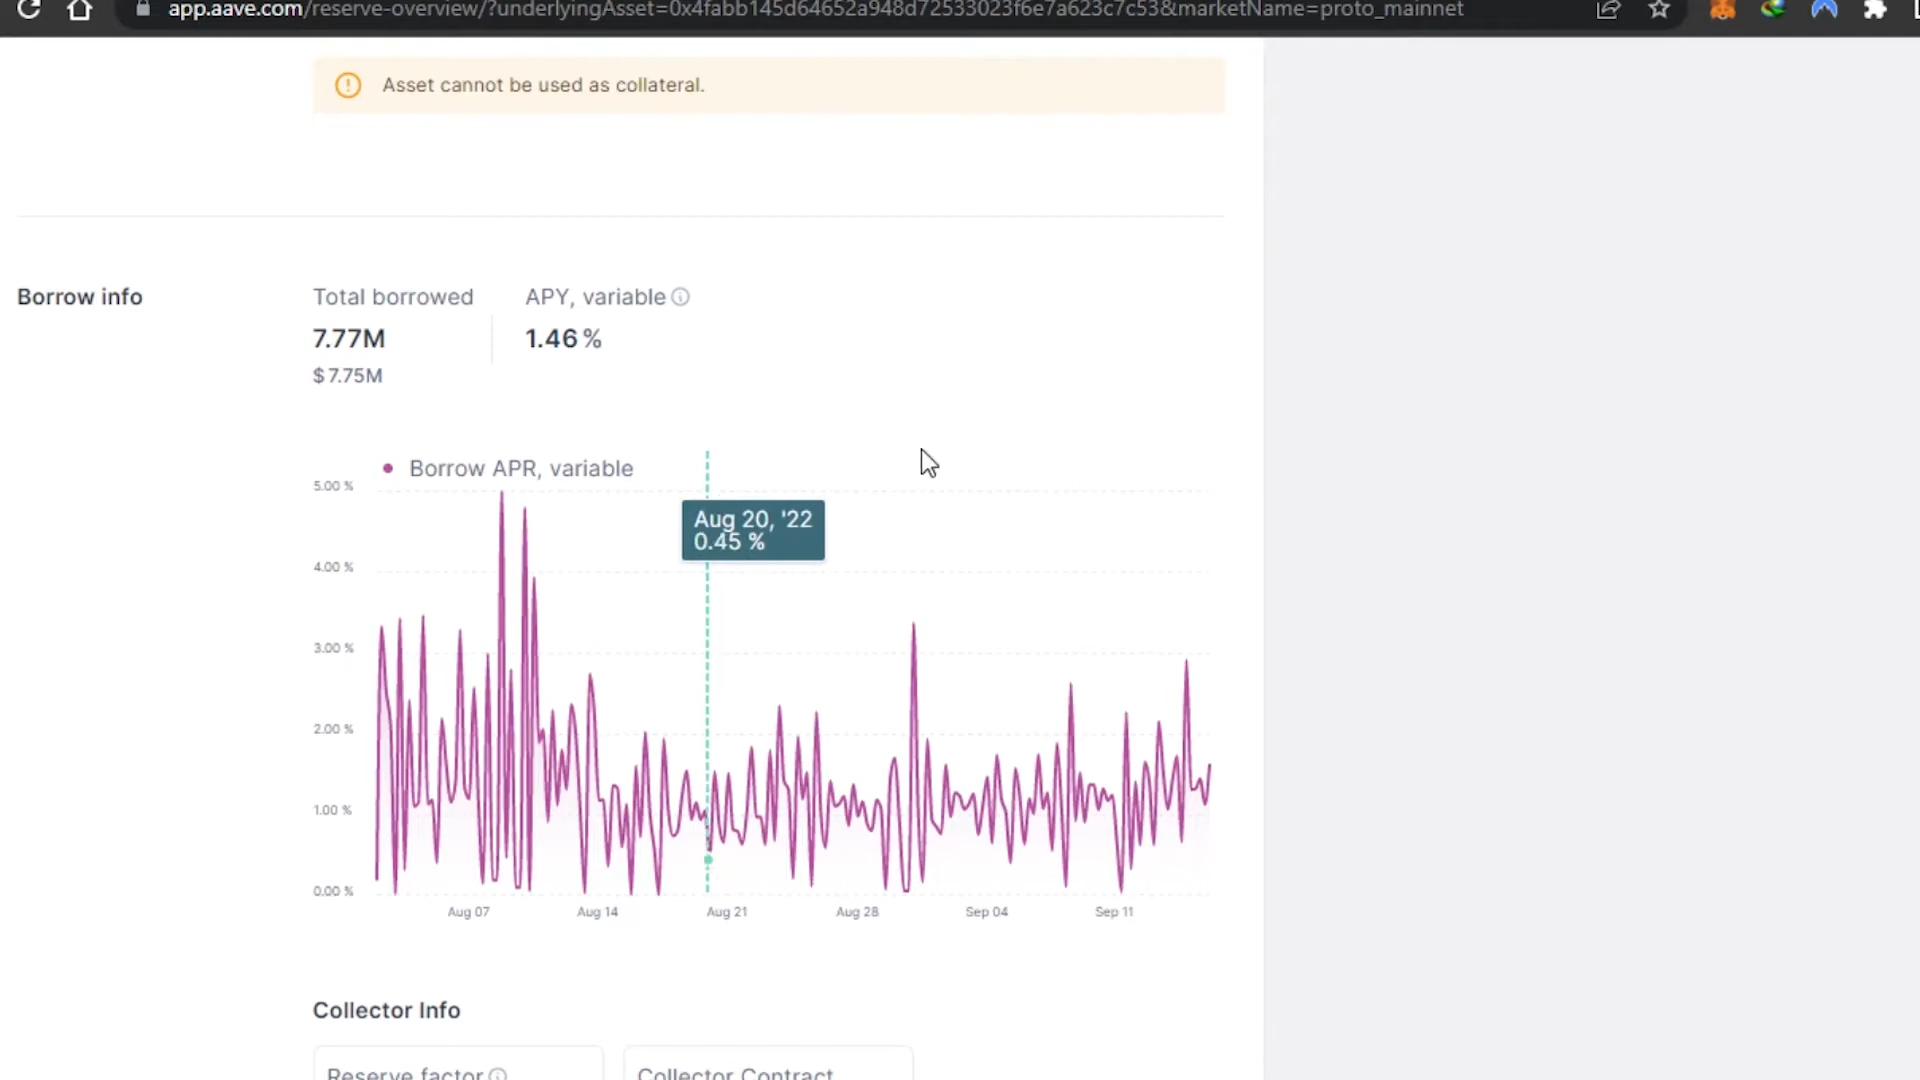 app.aave.com/reserve-overview/?underlyingAsset=0x4fabb145d64652a948d72533023f6e7a623c7c53&marketName=proto_mainnet
Asset cannot be used as collateral.
Borrow info
Total borrowed
7.77M
$ 7.75M
APY, variable
1.46 %
Borrow APR, variable
Aug 20, '22
0.45 %
5.00 %
4.00 %
3.00 %
2.00 %
1.00 %
0.00 %
Aug 07 Aug 14 Aug 21 Aug 28 Sep 04 Sep 11
Collector Info
Reserve factor
Collector Contract